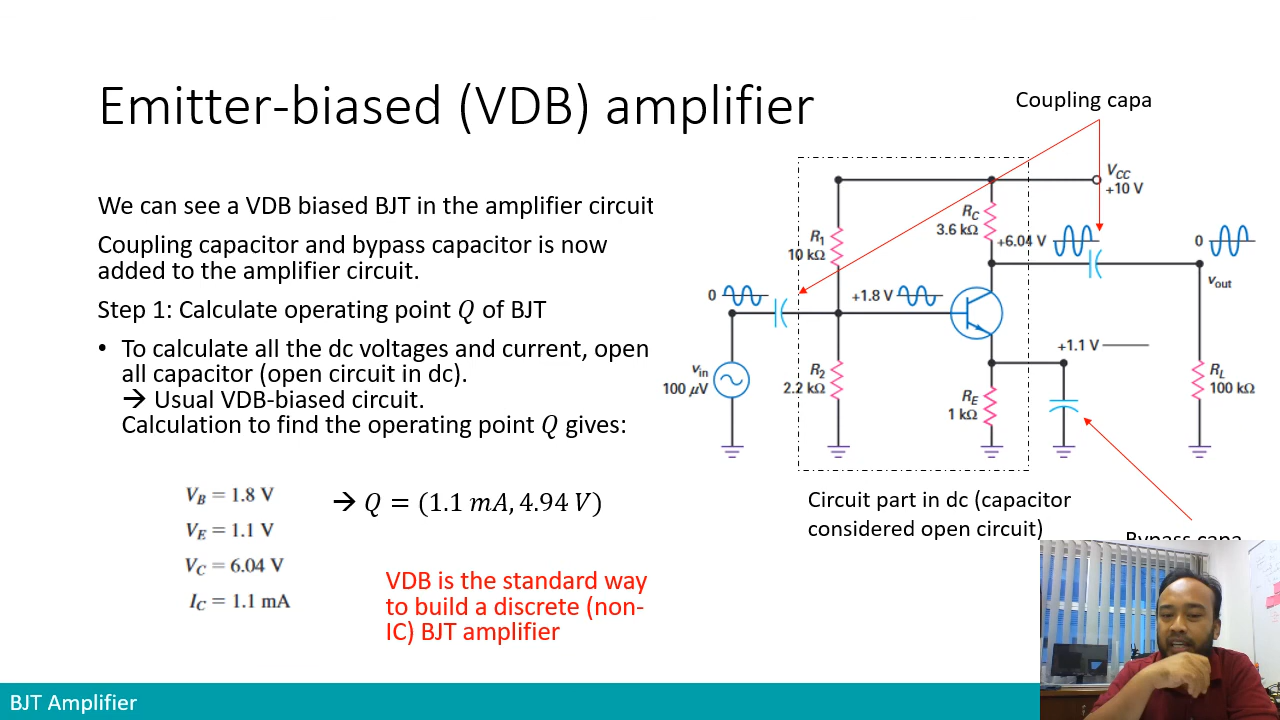 Emitter-biased (VDB) amplifier
Coupling capa
We can see a VDB biased BJT in the amplifier circuit
Coupling capacitor and bypass capacitor is now
added to the amplifier circuit.
Step 1: Calculate operating point Q of BJT
• To calculate all the dc voltages and current, open
all capacitor (open circuit in dc).
→ Usual VDB-biased circuit.
Calculation to find the operating point Q gives:
V_B = 1.8 V
V_E = 1.1 V
V_C = 6.04 V
I_C = 1.1 mA
→ Q = (1.1 mA, 4.94 V)
VDB is the standard way
to build a discrete (non-
IC) BJT amplifier
V_CC
+10 V
R_C
3.6 kΩ
+6.04 V
R_1
10 kΩ
0
v_out
0
+1.8 V
+1.1 V
v_in
100 μV
R_2
2.2 kΩ
R_E
1 kΩ
R_L
100 kΩ
Circuit part in dc (capacitor
considered open circuit)
Bypass capa
BJT Amplifier